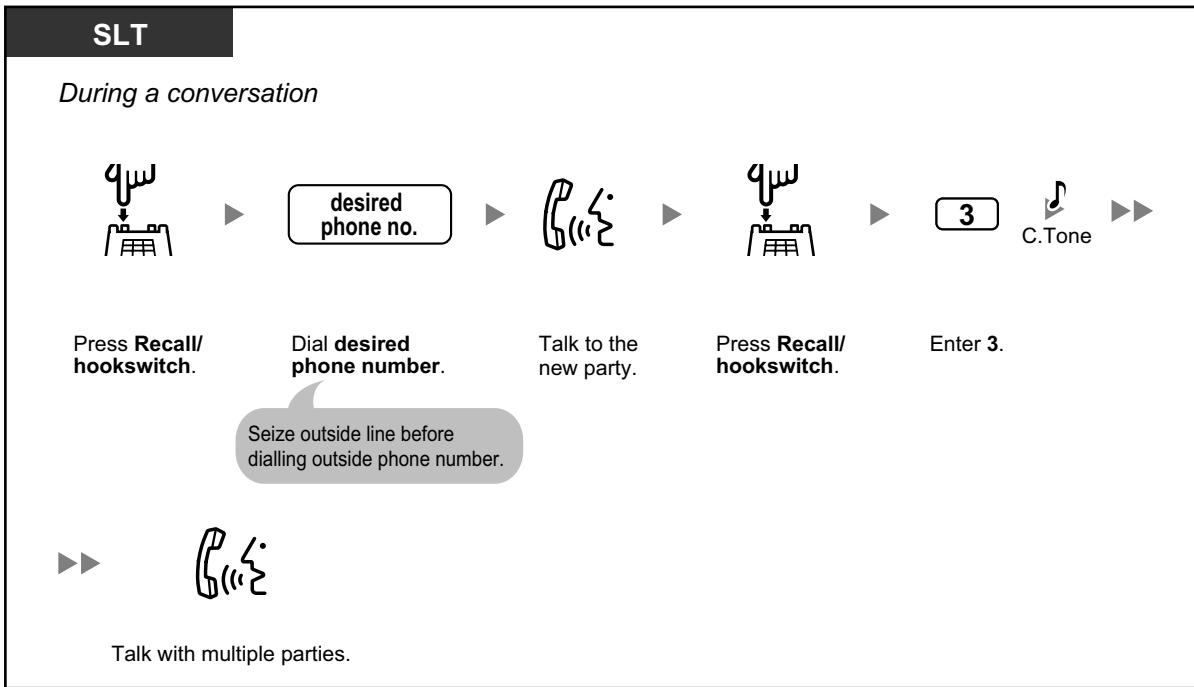 SLT
During a conversation
desired
phone no.
3
C.Tone
Press Recall/
hookswitch.
Dial desired
phone number.
Talk to the
new party.
Press Recall/
hookswitch.
Enter 3.
Seize outside line before
dialling outside phone number.
Talk with multiple parties.